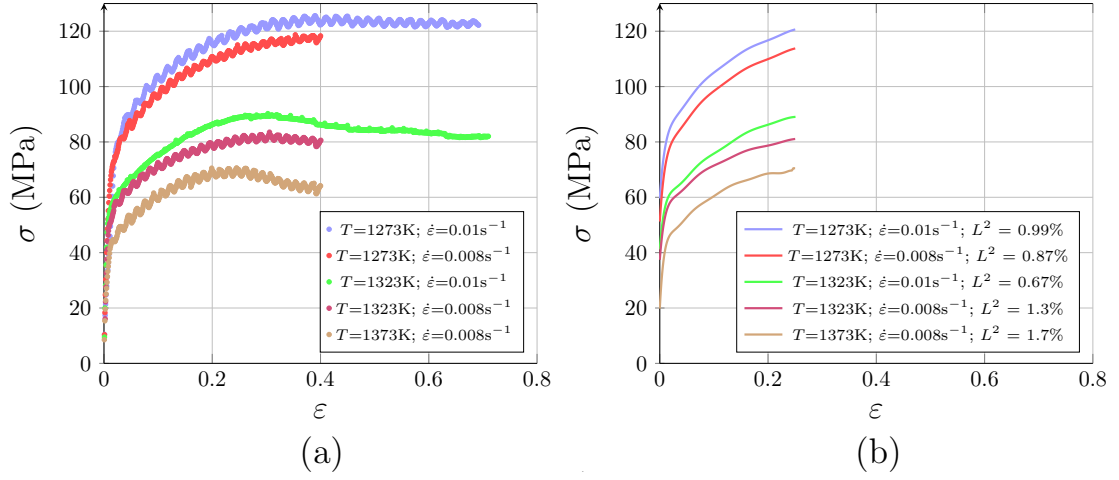 120
100
80
60
40
20
0
σ (MPa)
T=1273K; ε̇=0.01s⁻¹
T=1273K; ε̇=0.008s⁻¹
T=1323K; ε̇=0.01s⁻¹
T=1323K; ε̇=0.008s⁻¹
T=1373K; ε̇=0.008s⁻¹
0 0.2 0.4 0.6 0.8
ε
(a)
120
100
80
60
40
20
0
σ (MPa)
T=1273K; ε̇=0.01s⁻¹; L² = 0.99%
T=1273K; ε̇=0.008s⁻¹; L² = 0.87%
T=1323K; ε̇=0.01s⁻¹; L² = 0.67%
T=1323K; ε̇=0.008s⁻¹; L² = 1.3%
T=1373K; ε̇=0.008s⁻¹; L² = 1.7%
0 0.2 0.4 0.6 0.8
ε
(b)